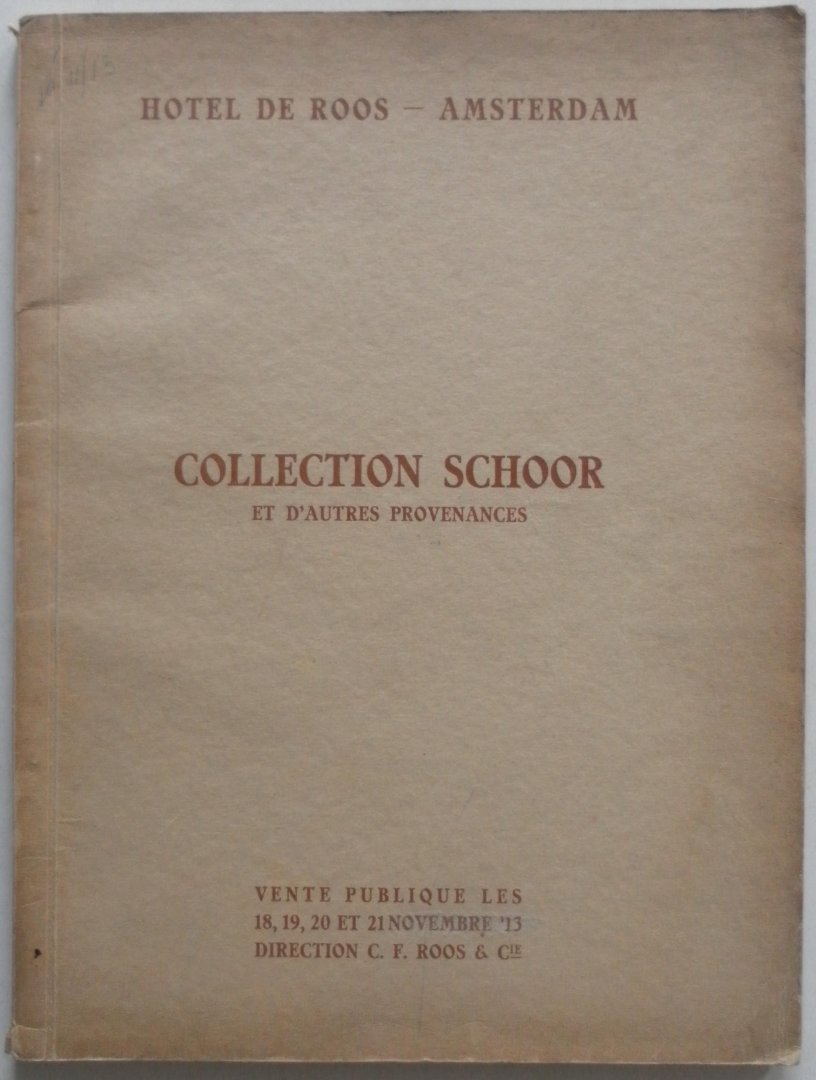 HOTEL DE ROOS — AMSTERDAM
COLLECTION SCHOOR
ET D'AUTRES PROVENANCES
VENTE PUBLIQUE LES
18, 19, 20 ET 21 NOVEMBRE '13
DIRECTION C. F. ROOS & CIE